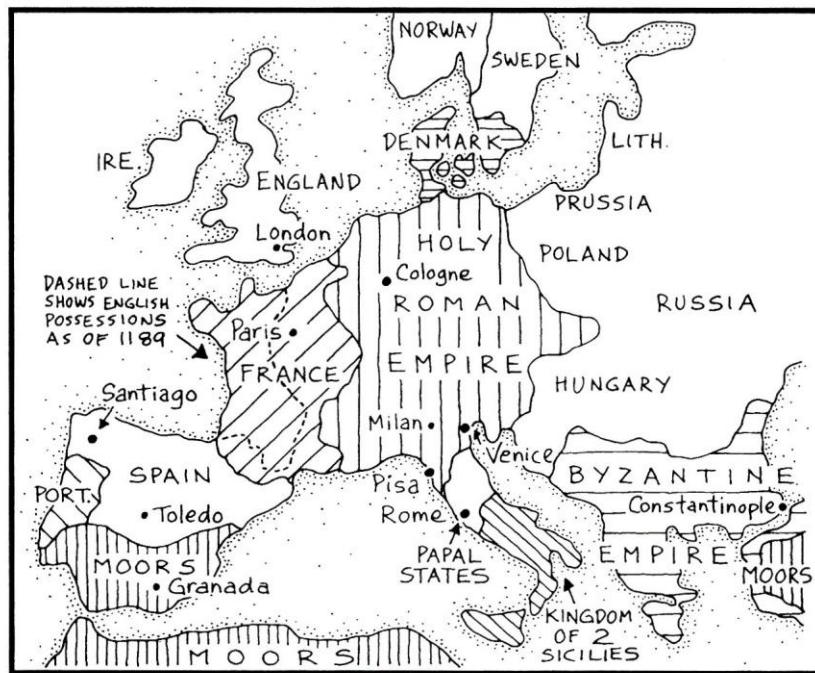 NORWAY
SWEDEN
DENMARK
LITH.
IRE.
ENGLAND
PRUSSIA
London
HOLY
POLAND
Cologne
DASHED LINE
SHOWS ENGLISH
POSSESSIONS
AS OF 1189
ROMAN
RUSSIA
Paris
FRANCE
EMPIRE
HUNGARY
Santiago
Milan
Venice
SPAIN
BYZANTINE
PORT.
Pisa
Toledo
Rome
Constantinople
PAPAL
STATES
EMPIRE
MOORS
MOORS
Granada
KINGDOM
OF 2
SICILIES
MOORS